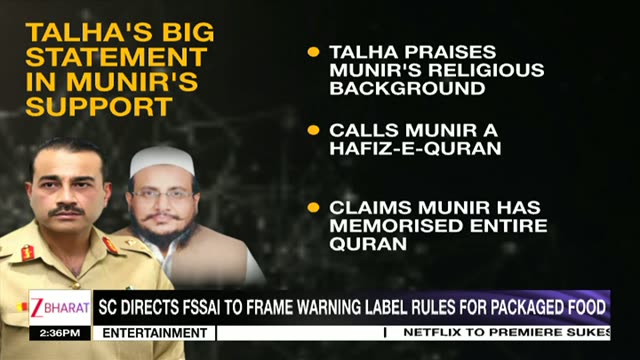 TALHA'S BIG
STATEMENT
IN MUNIR'S
SUPPORT
TALHA PRAISES
MUNIR'S RELIGIOUS
BACKGROUND
CALLS MUNIR A
HAFIZ-E-QURAN
CLAIMS MUNIR HAS
MEMORISED ENTIRE
QURAN
Z BHARAT
SC DIRECTS FSSAI TO FRAME WARNING LABEL RULES FOR PACKAGED FOOD
2:36PM
ENTERTAINMENT
NETFLIX TO PREMIERE SUKES